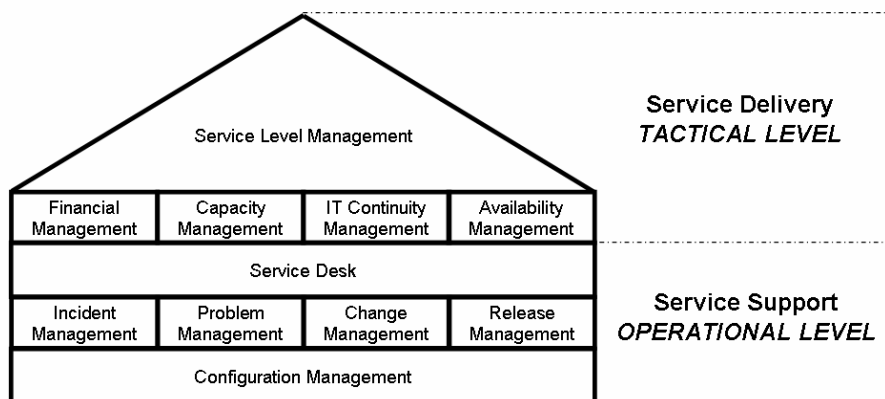 Service Level Management
Service Delivery
TACTICAL LEVEL
Financial
Management
Capacity
Management
IT Continuity
Management
Availability
Management
Service Desk
Incident
Management
Problem
Management
Change
Management
Release
Management
Configuration Management
Service Support
OPERATIONAL LEVEL